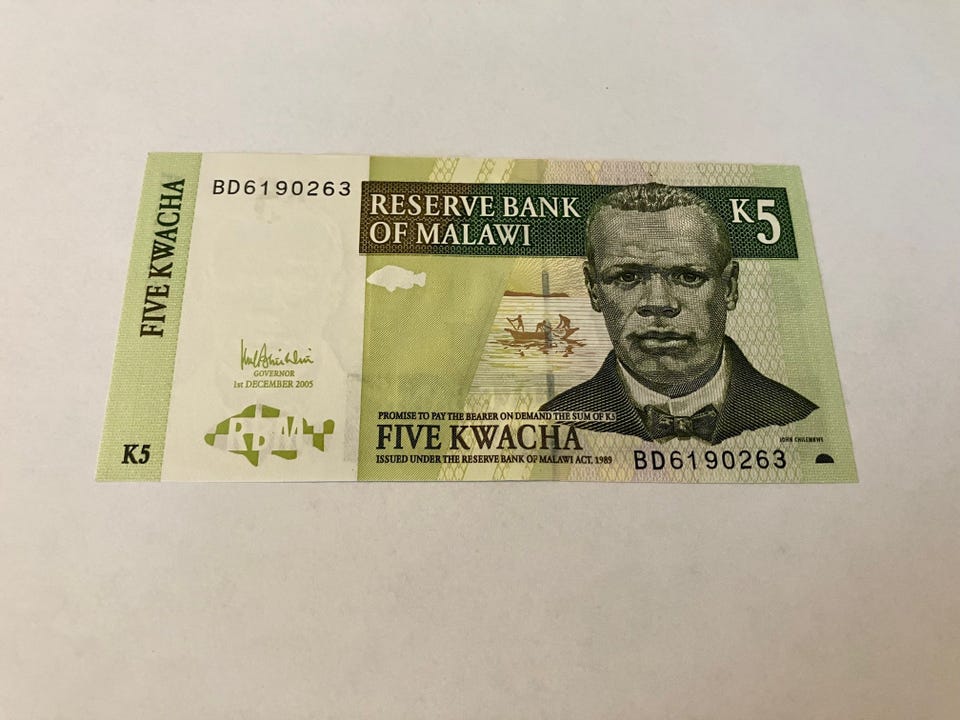 FIVE KWACHA
K5
BD6190263
GOVERNOR
1st DECEMBER 2005
RBM
RESERVE BANK
OF MALAWI
K5
PROMISE TO PAY THE BEARER ON DEMAND THE SUM OF K5
FIVE KWACHA
ISSUED UNDER THE RESERVE BANK OF MALAWI ACT, 1989
JOHN CHILEMBWE
BD6190263